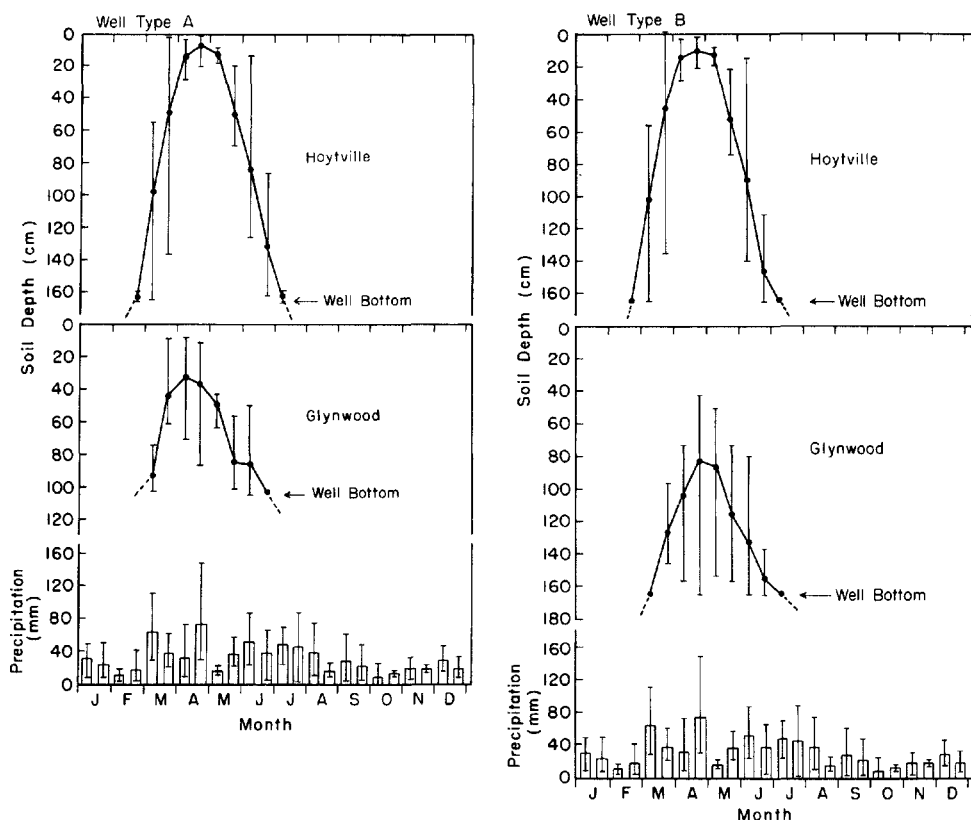 Well Type A
0
20
40
60
80
100
120
140
160
Hoytville
← Well Bottom
Soil Depth (cm)
0
20
40
60
80
100
120
Glynwood
← Well Bottom
Precipitation
(mm)
160
120
80
40
0
J F M A M J J A S O N D
Month
Well Type B
0
20
40
60
80
100
120
140
160
Hoytville
← Well Bottom
Soil Depth (cm)
0
20
40
60
80
100
120
140
160
180
Glynwood
← Well Bottom
Precipitation
(mm)
160
120
80
40
0
J F M A M J J A S O N D
Month